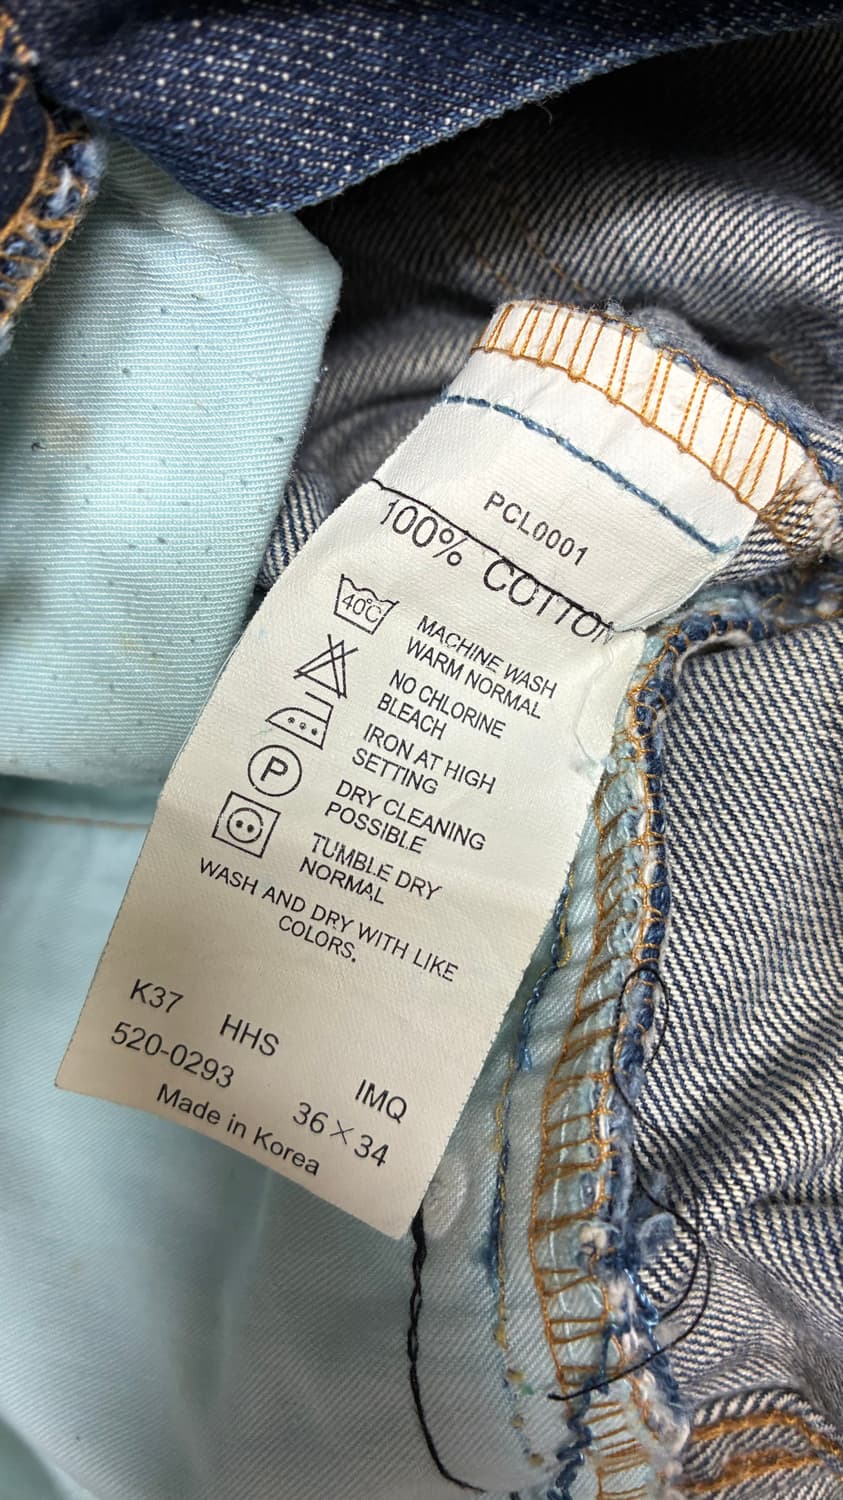 PCL0001
100% COTTON
40°C
MACHINE WASH
WARM NORMAL
NO CHLORINE
BLEACH
IRON AT HIGH
SETTING
P
DRY CLEANING
POSSIBLE
TUMBLE DRY
NORMAL
WASH AND DRY WITH LIKE
COLORS.
K37 HHS IMQ
520-0293 36×34
Made in Korea